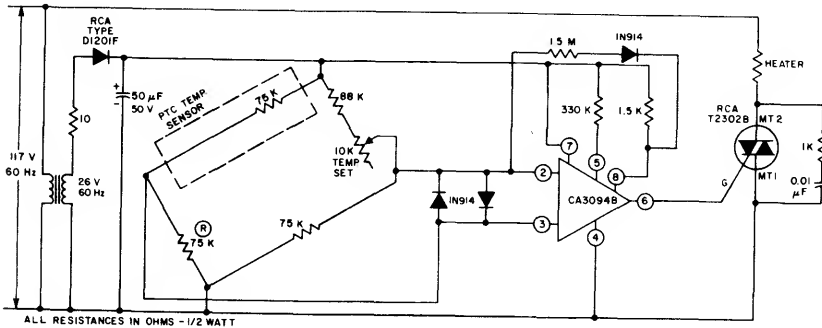 RCA
TYPE
D1201F
+
50 μF
50 V
-
10
117 V
60 Hz
26 V
60 Hz
PTC TEMP
SENSOR
75 K
88 K
10K
TEMP
SET
R
75 K
75 K
1N914
1.5 M
1N914
330 K
1.5 K
7
5
8
2
3
CA3094B
6
4
HEATER
RCA
T2302B
MT2
MT1
G
1K
0.01
μF
ALL RESISTANCES IN OHMS - 1/2 WATT